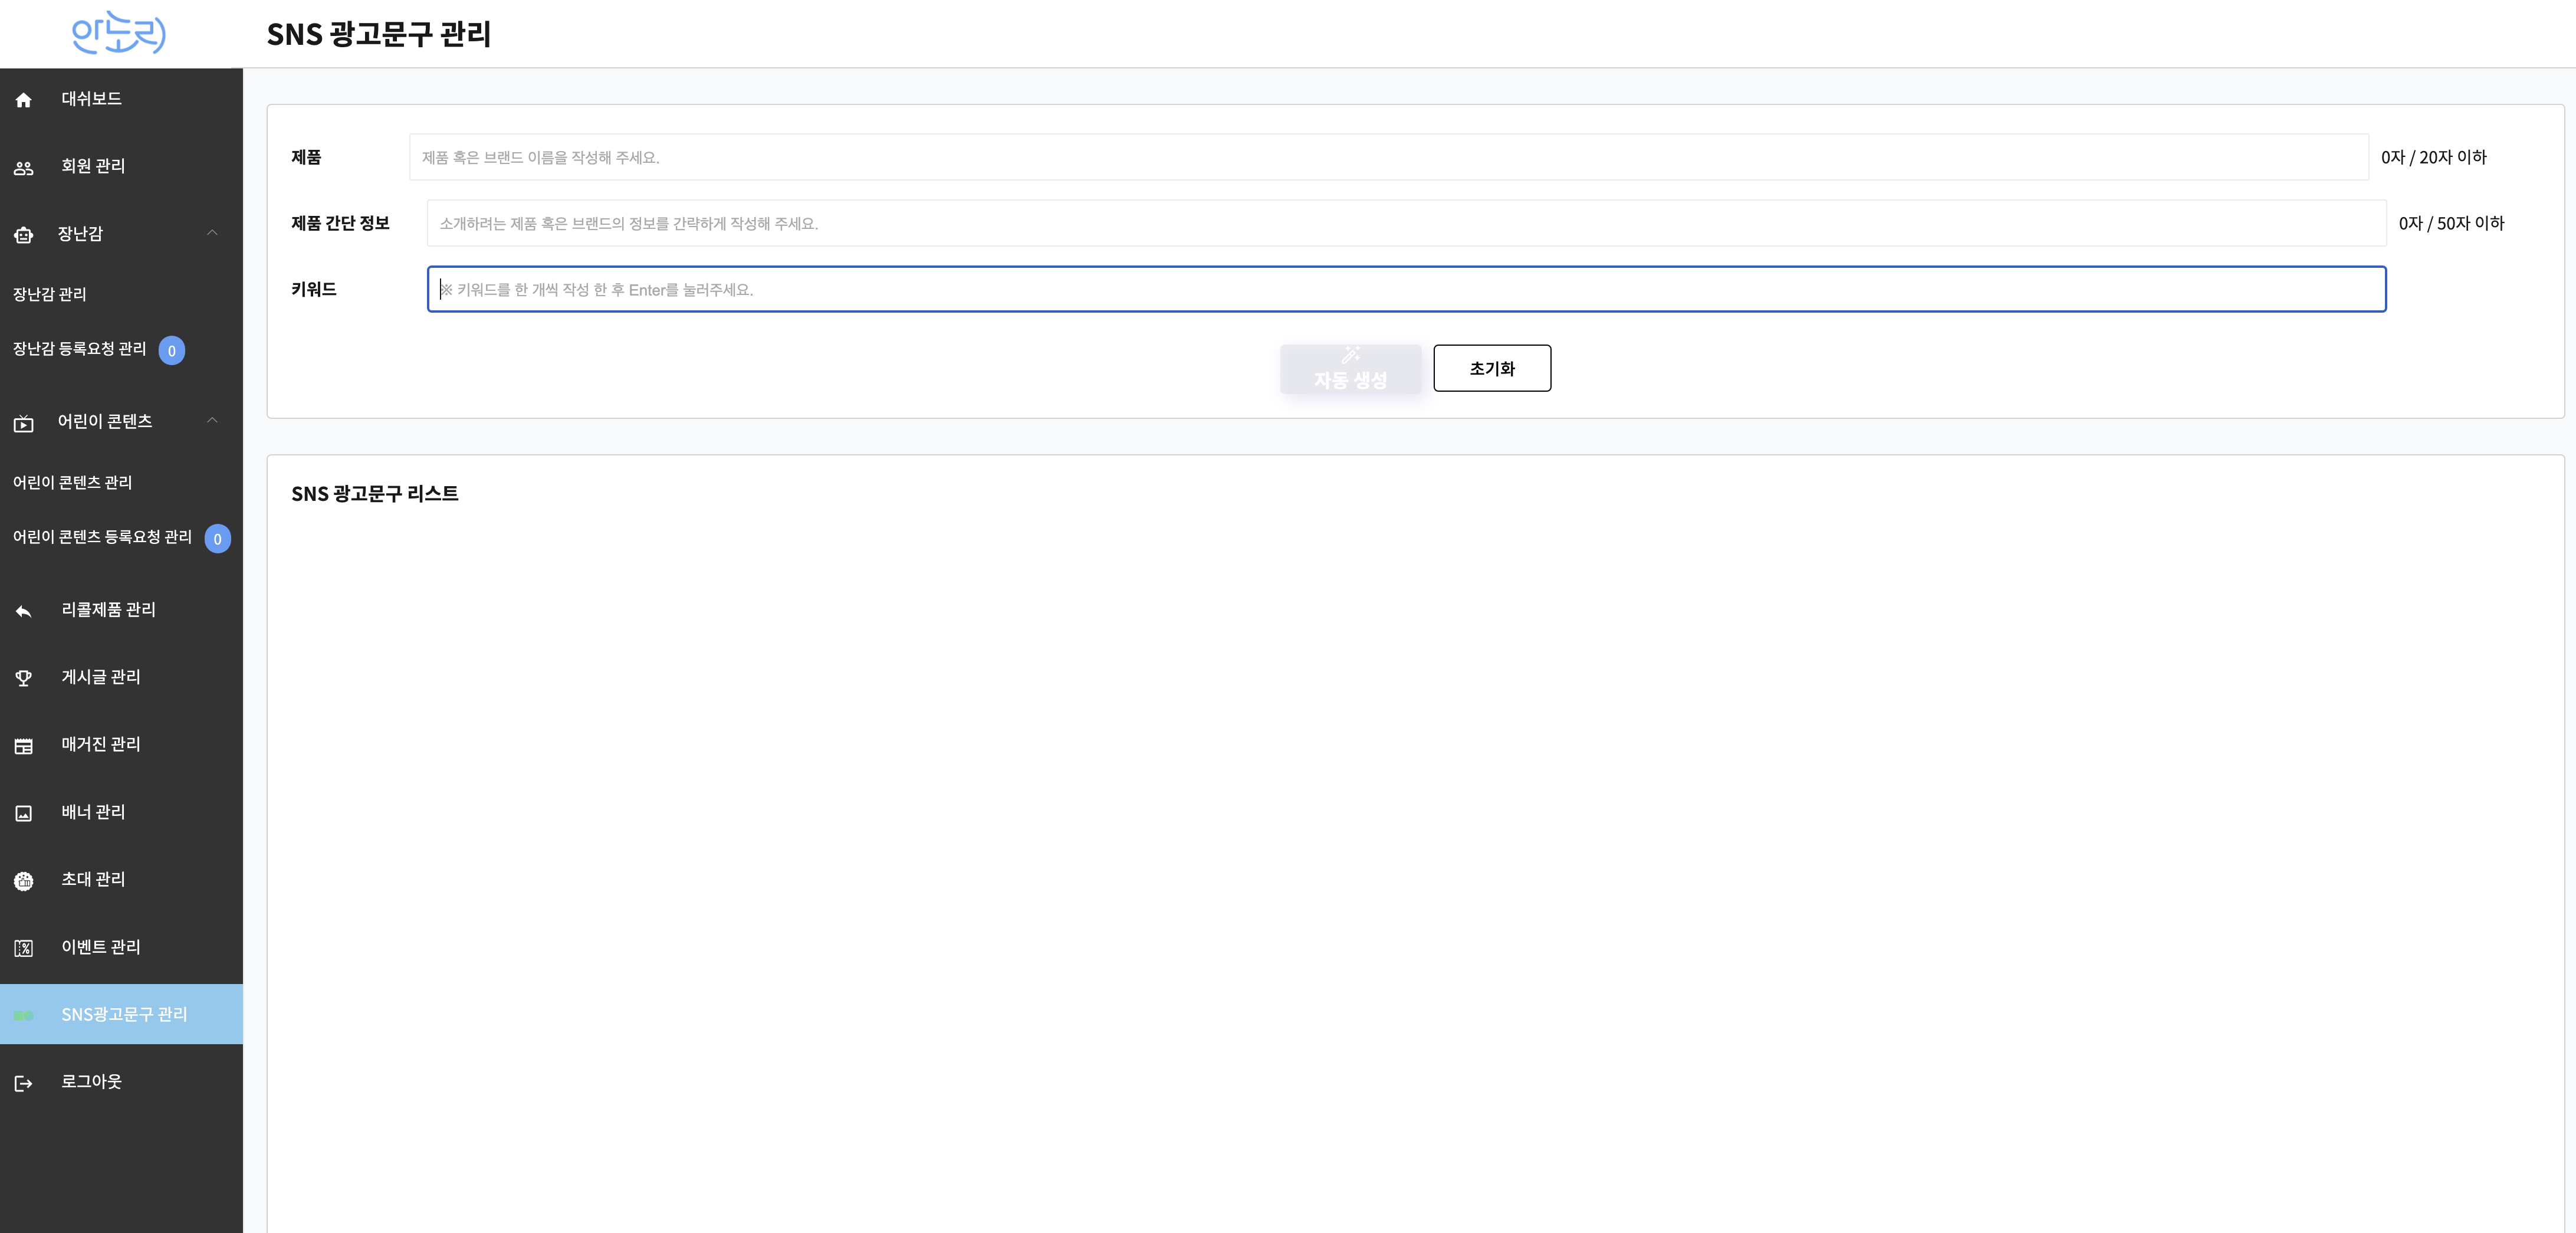 안노리
SNS 광고문구 관리
대쉬보드
회원 관리
장난감
장난감 관리
장난감 등록요청 관리 0
어린이 콘텐츠
어린이 콘텐츠 관리
어린이 콘텐츠 등록요청 관리 0
리콜제품 관리
게시글 관리
매거진 관리
배너 관리
초대 관리
이벤트 관리
SNS광고문구 관리
로그아웃
제품 제품 혹은 브랜드 이름을 작성해 주세요. 0자 / 20자 이하
제품 간단 정보 소개하려는 제품 혹은 브랜드의 정보를 간략하게 작성해 주세요. 0자 / 50자 이하
키워드 ※ 키워드를 한 개씩 작성 한 후 Enter를 눌러주세요.
자동 생성 초기화
SNS 광고문구 리스트